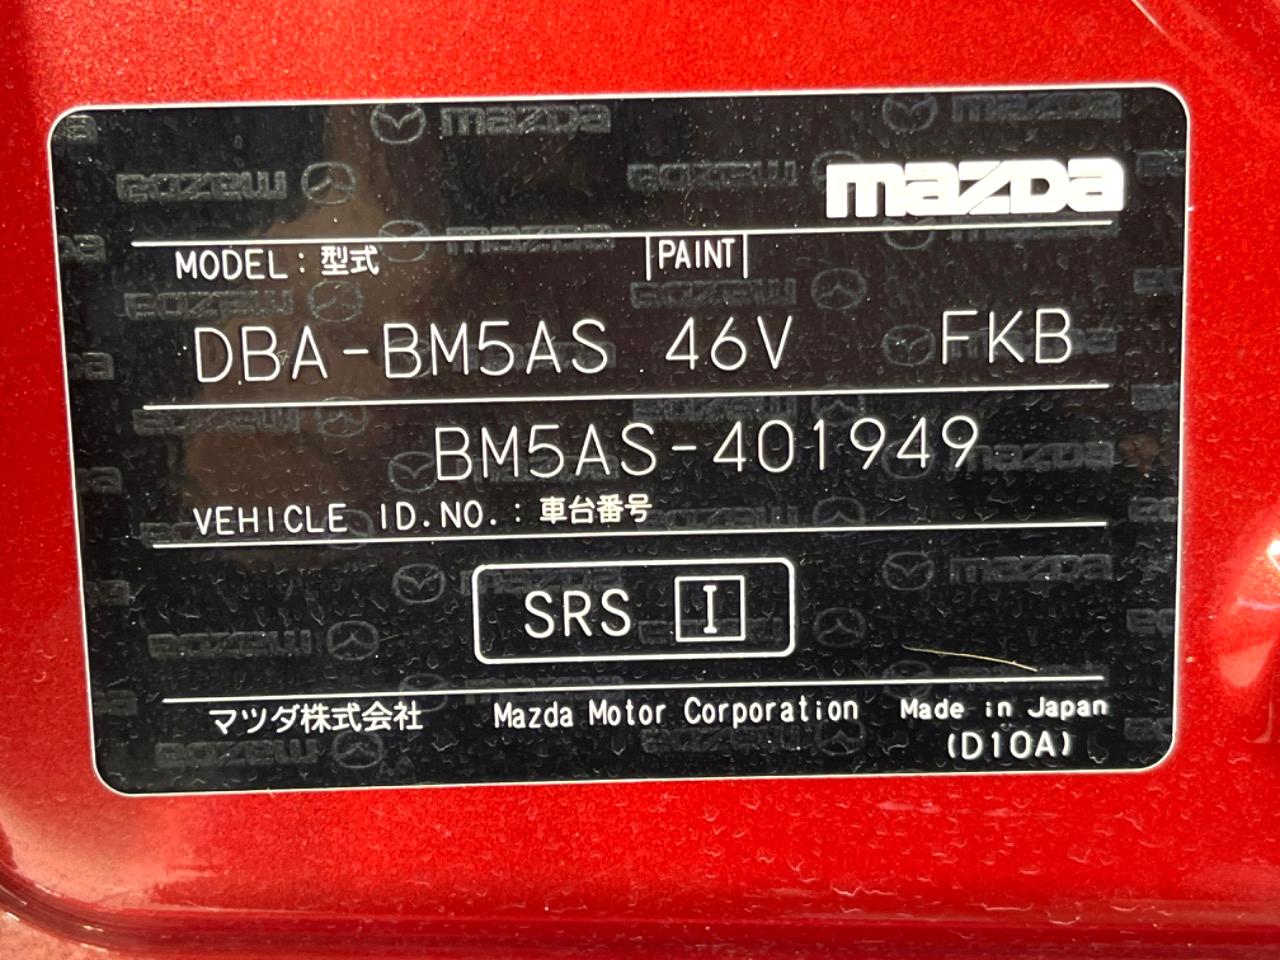 mazda
MODEL : 型式 PAINT
DBA-BM5AS 46V FKB
BM5AS-401949
VEHICLE ID.NO. : 車台番号
SRS I
マツダ株式会社 Mazda Motor Corporation Made in Japan
(D10A)